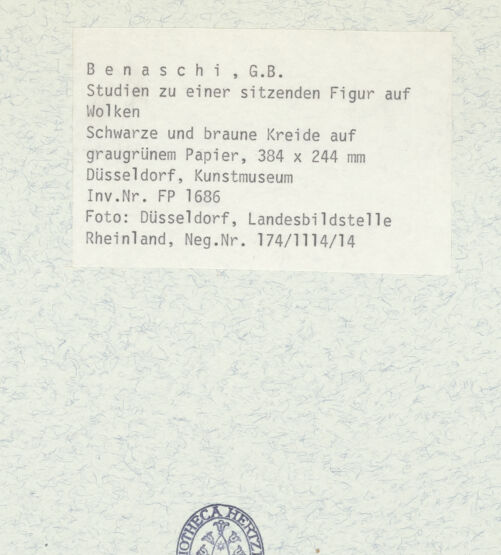 Benaschi, G.B.
Studien zu einer sitzenden Figur auf
Wolken
Schwarze und braune Kreide auf
graugrünem Papier, 384 x 244 mm
Düsseldorf, Kunstmuseum
Inv.Nr. FP 1686
Foto: Düsseldorf, Landesbildstelle
Rheinland, Neg.Nr. 174/1114/14